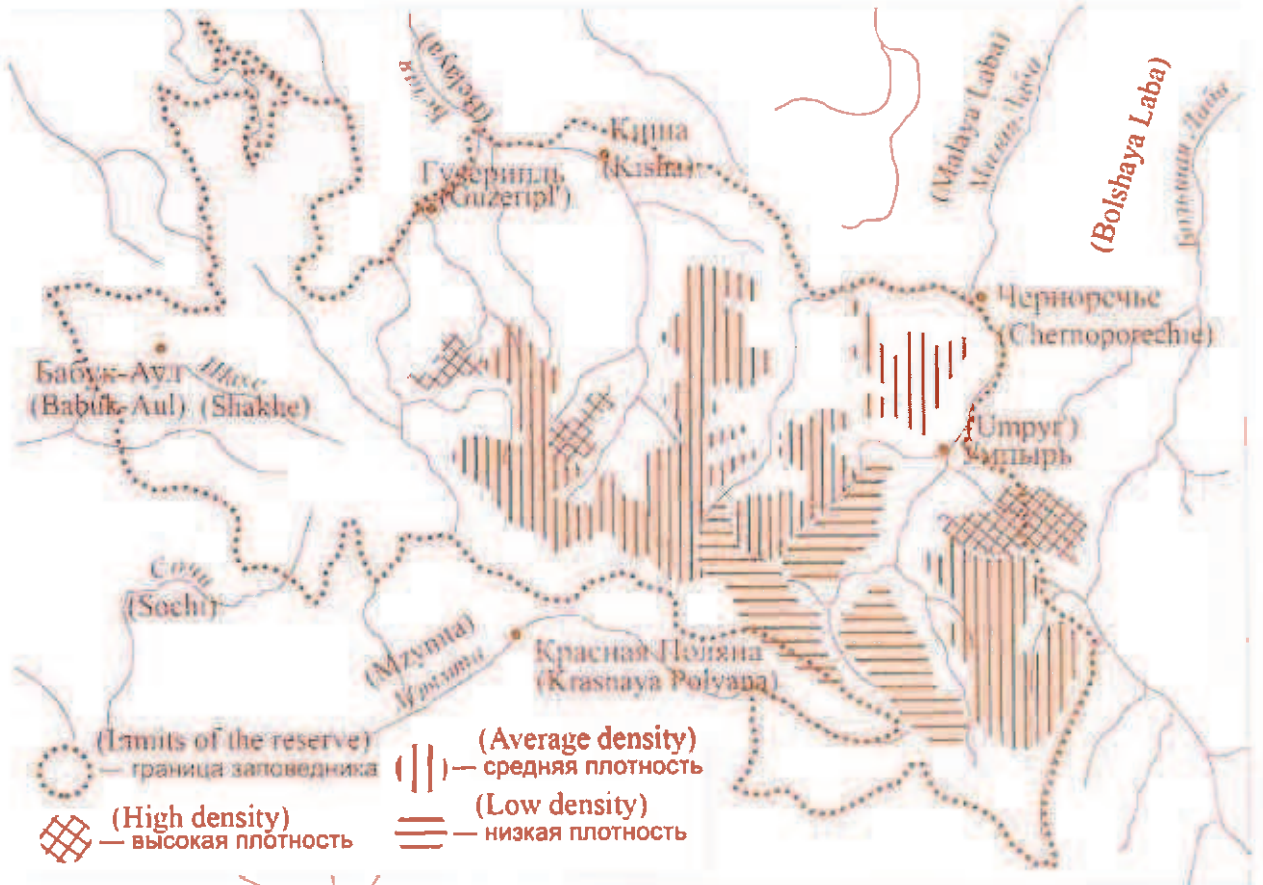 Белая
(Belaya)
Киша
(Kisha)
Гузерипль
(Guzeripl')
(Malaya Laba)
Малая Лаба
(Bolshaya Laba)
Большая Лаба
Черноречье
(Chernoporechie)
Бабук-Аул
(Babuk-Aul)
Шахе
(Shakhe)
(Umpyr')
Умпырь
Сочи
(Sochi)
(Mzymta)
Мзымта
Красная Поляна
(Krasnaya Polyana)
(Limits of the reserve)
— граница заповедника
(High density)
— высокая плотность
(Average density)
— средняя плотность
(Low density)
— низкая плотность